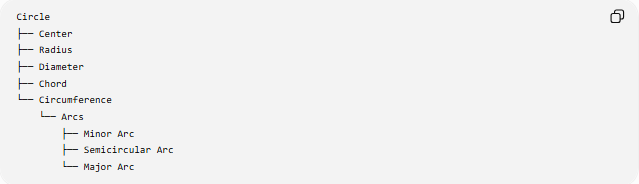 Circle
├── Center
├── Radius
├── Diameter
├── Chord
└── Circumference
    └── Arcs
        ├── Minor Arc
        ├── Semicircular Arc
        └── Major Arc